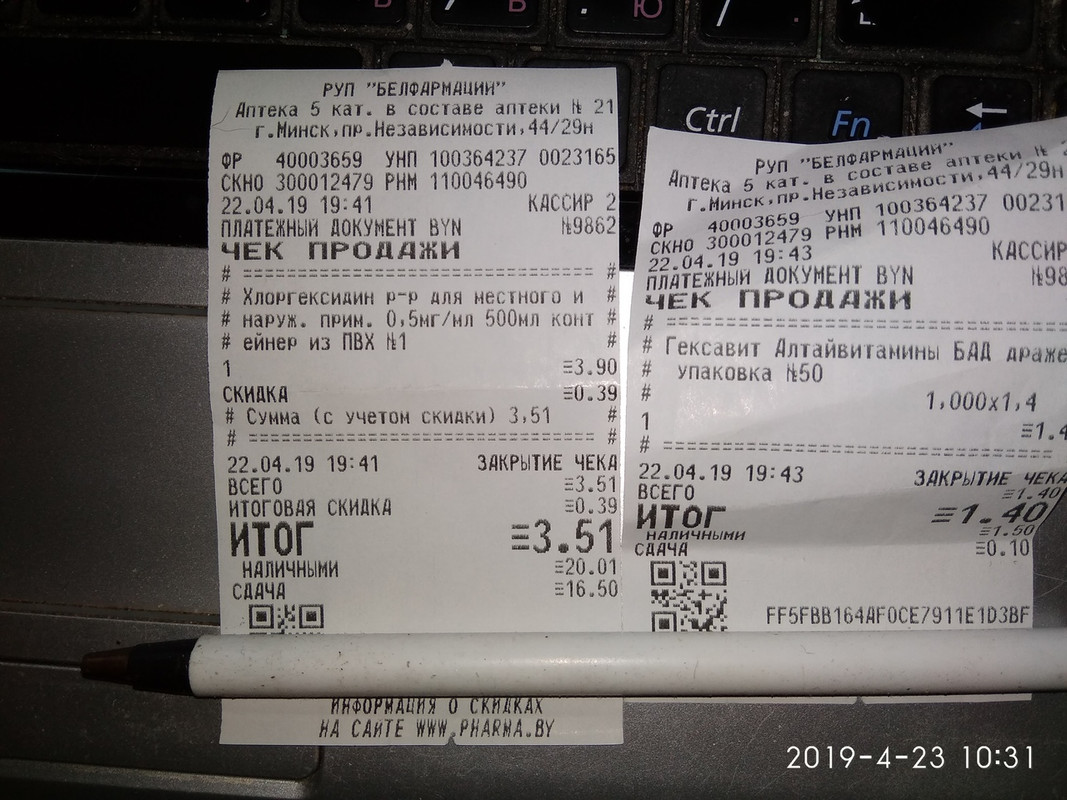 В
/
В
.
Ю
/
.
Ctrl
Fn
РУП "БЕЛФАРМАЦИИ"
Аптека 5 кат. в составе аптеки № 21
г.Минск,пр.Независимости,44/29н
ФР 40003659 УНП 100364237 0023165
СКНО 300012479 РНМ 110046490
22.04.19 19:41 КАССИР 2
ПЛАТЕЖНЫЙ ДОКУМЕНТ BYN №9862
ЧЕК ПРОДАЖИ
# ================================ #
# Хлоргексидин р-р для местного и #
# наруж. прим. 0,5мг/мл 500мл конт #
# ейнер из ПВХ №1 #
1 ≡3.90
СКИДКА ≡0.39
# Сумма (с учетом скидки) 3,51 #
# ================================ #
22.04.19 19:41 ЗАКРЫТИЕ ЧЕКА
ВСЕГО ≡3.51
ИТОГОВАЯ СКИДКА ≡0.39
ИТОГ ≡3.51
НАЛИЧНЫМИ ≡20.01
СДАЧА ≡16.50
ИНФОРМАЦИЯ О СКИДКАХ
НА САЙТЕ WWW.PHARMA.BY
РУП "БЕЛФАРМАЦИИ"
Аптека 5 кат. в составе аптеки №
г.Минск,пр.Независимости,44/29н
ФР 40003659 УНП 100364237 00231
СКНО 300012479 РНМ 110046490
22.04.19 19:43 КАССИР
ПЛАТЕЖНЫЙ ДОКУМЕНТ BYN №98
ЧЕК ПРОДАЖИ
# ================================
# Гексавит Алтайвитамины БАД драже
# упаковка №50
# 1,000x1,4
1 ≡1.4
# ================================
22.04.19 19:43 ЗАКРЫТИЕ ЧЕКА
ВСЕГО ≡1.40
ИТОГ ≡1.40
НАЛИЧНЫМИ ≡1.50
СДАЧА ≡0.10
FF5FBB164AF0CE7911E1D3BF
2019-4-23 10:31